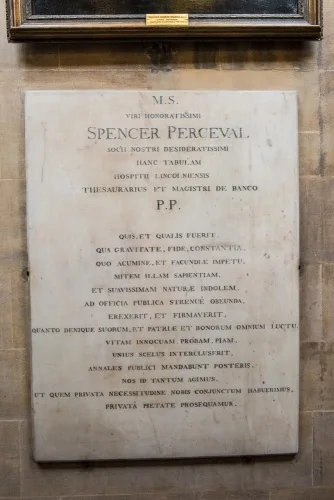 M.S.
VIRI HONORATISSIMI
SPENCER PERCEVAL
SOCII NOSTRI DESIDERATISSIMI
HANC TABULAM
HOSPITII LINCOLNIENSIS
THESAURARIUS ET MAGISTRI DE BANCO
P.P.
QUIS, ET QUALIS FUERIT.
QUA GRAVITATE, FIDE, CONSTANTIA,
QUO ACUMINE, ET FACUNDIÆ IMPETU,
MITEM ILLAM SAPIENTIAM,
ET SUAVISSIMAM NATURÆ INDOLEM,
AD OFFICIA PUBLICA STRENUÈ OBEUNDA,
EREXERIT, ET FIRMAVERIT,
QUANTO DENIQUE SUORUM, ET PATRIÆ ET BONORUM OMNIUM LUCTU,
VITAM INNOCUAM, PROBAM, PIAM,
UNIUS SCELUS INTERCLUSERIT,
ANNALES PUBLICI MANDABUNT POSTERIS.
NOS ID TANTUM AGIMUS,
UT QUEM PRIVATA NECESSITUDINE NOBIS CONJUNCTUM HABUERIMUS,
PRIVATA PIETATE PROSEQUAMUR.